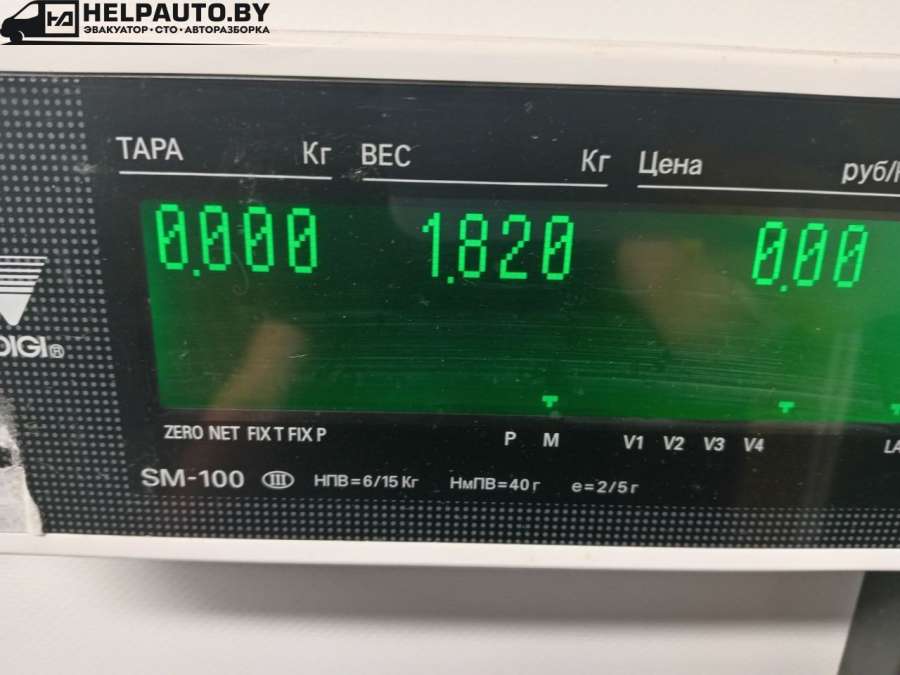 HELPAUTO.BY
ЭВАКУАТОР • СТО • АВТОРАЗБОРКА
ТАРА Кг ВЕС Кг Цена руб/
0.000 1.820 0.00
DIGI®
ZERO NET FIX T FIX P P M V1 V2 V3 V4
SM-100 III НПВ=6/15 Кг НмПВ=40 г e=2/5 г